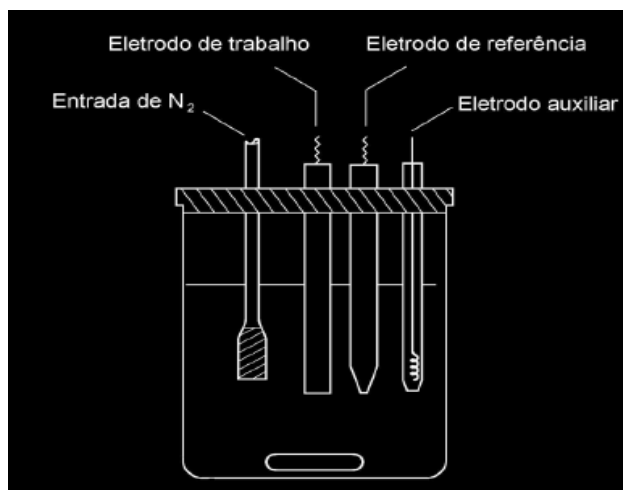 Eletrodo de trabalho
Eletrodo de referência
Entrada de N₂
Eletrodo auxiliar